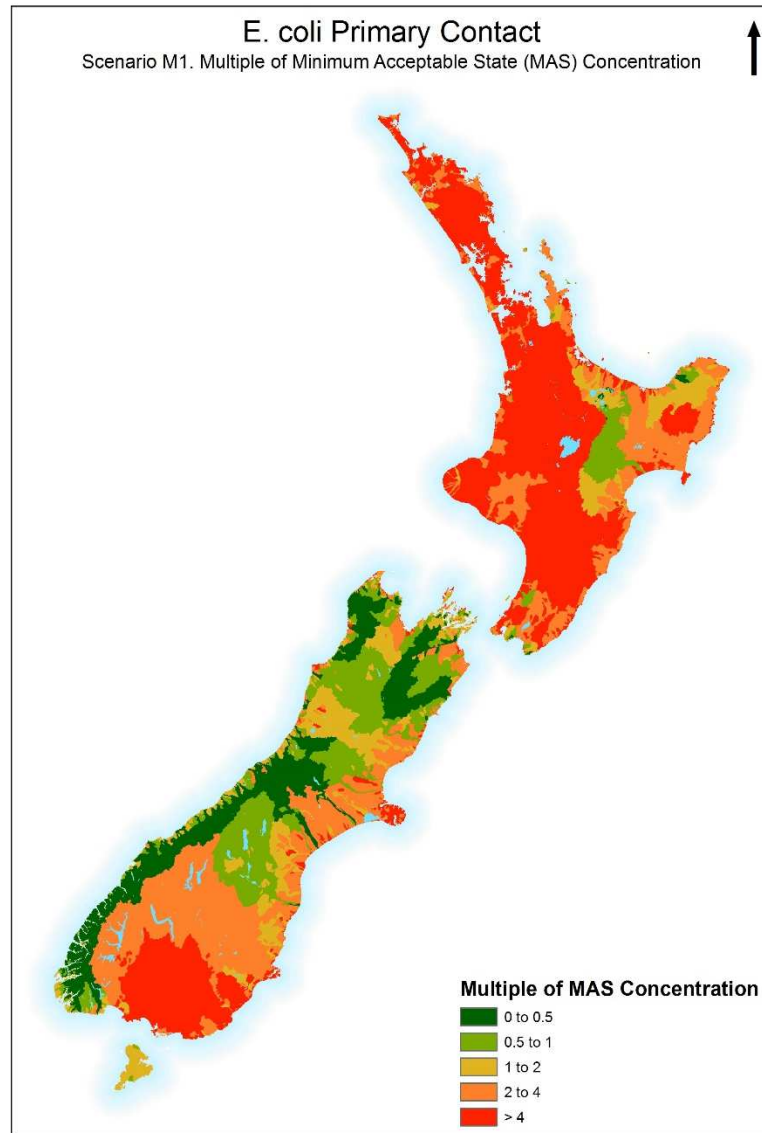 E. coli Primary Contact
Scenario M1. Multiple of Minimum Acceptable State (MAS) Concentration
Multiple of MAS Concentration
0 to 0.5
0.5 to 1
1 to 2
2 to 4
> 4